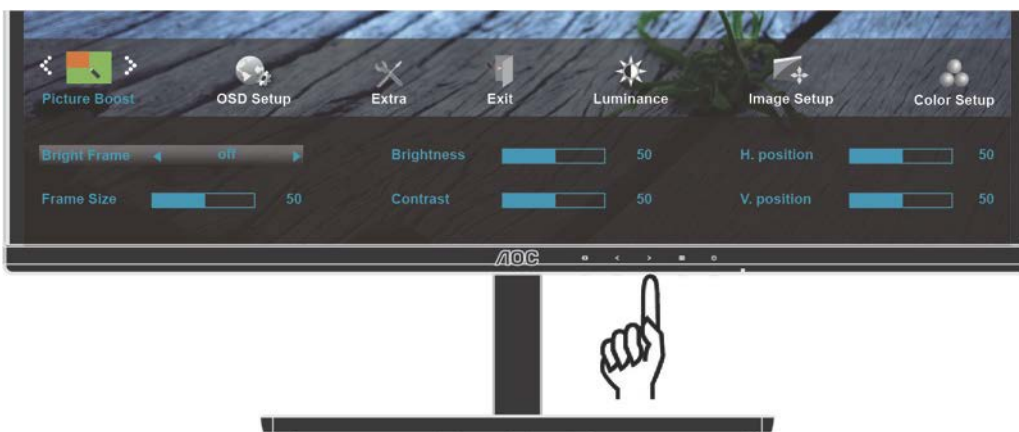 Picture Boost OSD Setup Extra Exit Luminance Image Setup Color Setup
Bright Frame off Brightness 50 H. position 50
Frame Size 50 Contrast 50 V. position 50
AOC